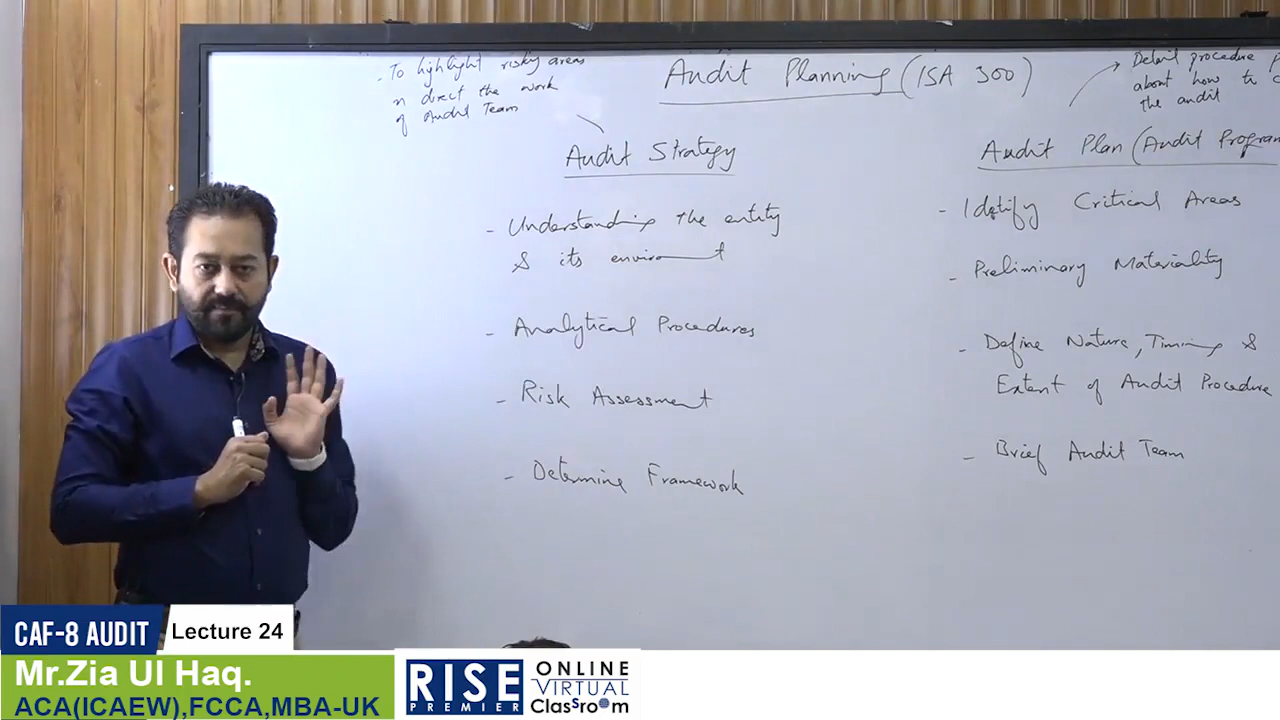 - To highlight risky areas
n direct the work
of Audit Team
Audit Planning (ISA 300)
Audit Strategy
- Understanding the entity
& its environt
- Analytical Procedures
- Risk Assessment
- Determine Framework
Detail procedure
about how to
the audit
Audit Plan (Audit Program
- Idetify Critical Areas
- Preliminary Materiality
- Define Nature, Timing &
Extent of Audit Procedure
- Brief Audit Team
CAF-8 AUDIT
Lecture 24
Mr.Zia Ul Haq.
ACA(ICAEW),FCCA,MBA-UK
RISE
PREMIER
ONLINE
VIRTUAL
Classroom